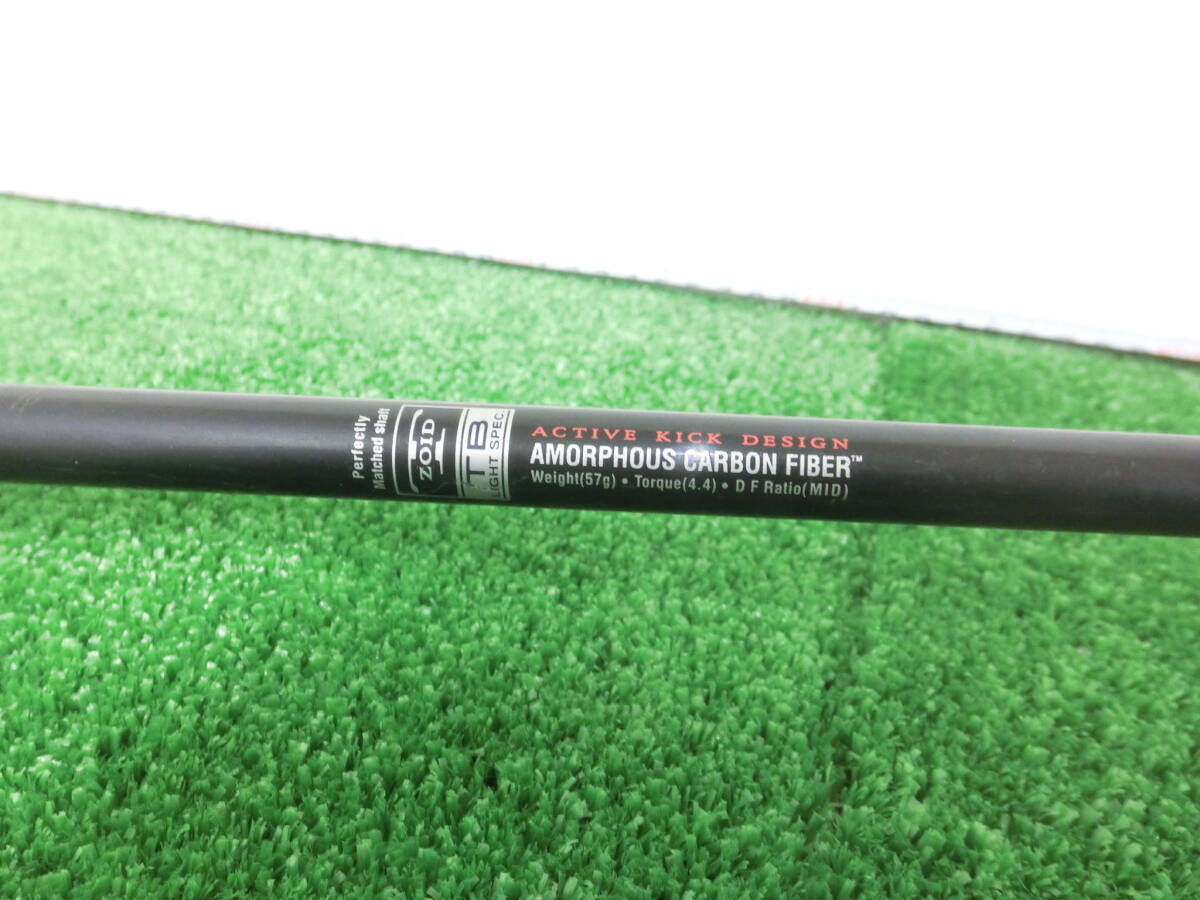 Perfectly
Matched shaft
ZOID
TB
LIGHT SPEC
ACTIVE KICK DESIGN
AMORPHOUS CARBON FIBER™
Weight(57g) • Torque(4.4) • D F Ratio(MID)